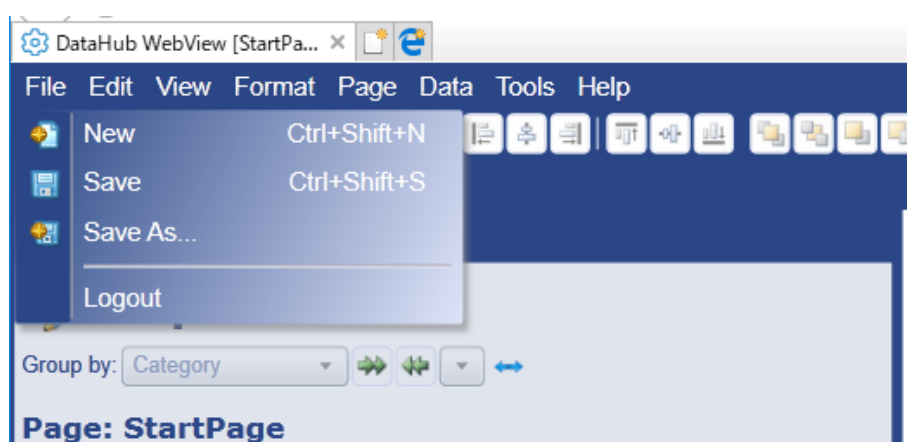 DataHub WebView [StartPa...
File Edit View Format Page Data Tools Help
New Ctrl+Shift+N
Save Ctrl+Shift+S
Save As...
Logout
Group by: Category
Page: StartPage